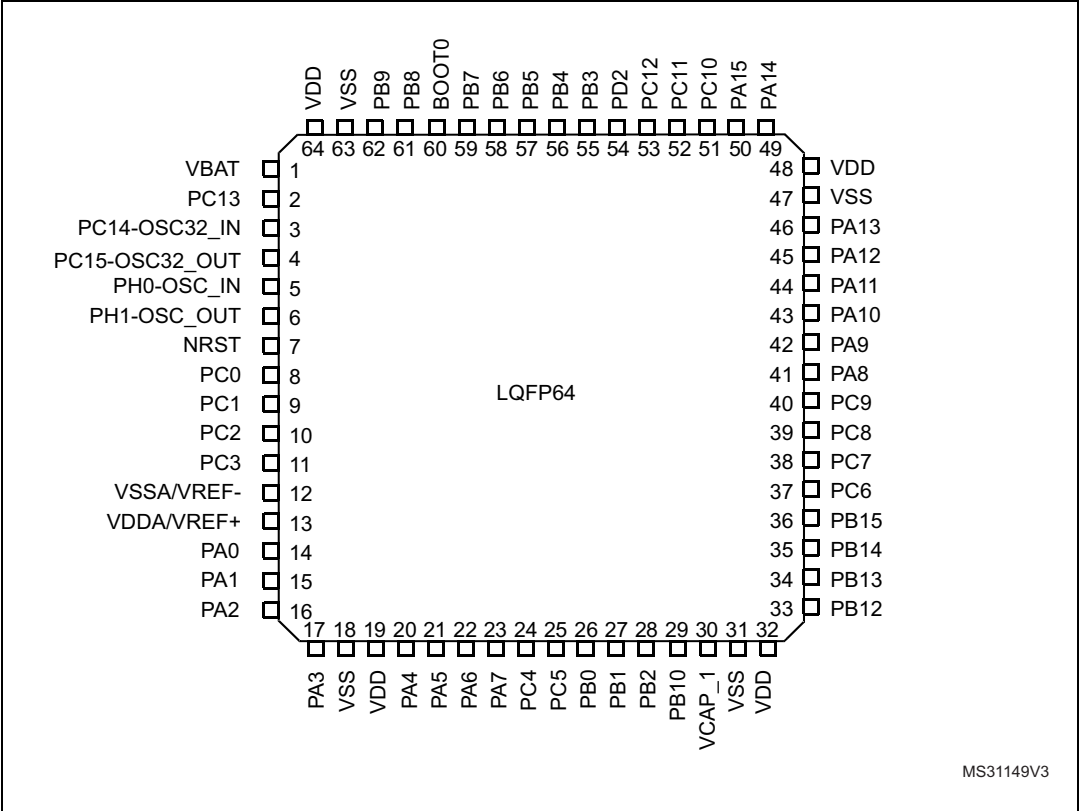 VDD
VSS
PB9
PB8
BOOT0
PB7
PB6
PB5
PB4
PB3
PD2
PC12
PC11
PC10
PA15
PA14
64 63 62 61 60 59 58 57 56 55 54 53 52 51 50 49
VBAT 1
PC13 2
PC14-OSC32_IN 3
PC15-OSC32_OUT 4
PH0-OSC_IN 5
PH1-OSC_OUT 6
NRST 7
PC0 8
PC1 9
PC2 10
PC3 11
VSSA/VREF- 12
VDDA/VREF+ 13
PA0 14
PA1 15
PA2 16
LQFP64
48 VDD
47 VSS
46 PA13
45 PA12
44 PA11
43 PA10
42 PA9
41 PA8
40 PC9
39 PC8
38 PC7
37 PC6
36 PB15
35 PB14
34 PB13
33 PB12
17 18 19 20 21 22 23 24 25 26 27 28 29 30 31 32
PA3
VSS
VDD
PA4
PA5
PA6
PA7
PC4
PC5
PB0
PB1
PB2
PB10
VCAP_1
VSS
VDD
MS31149V3